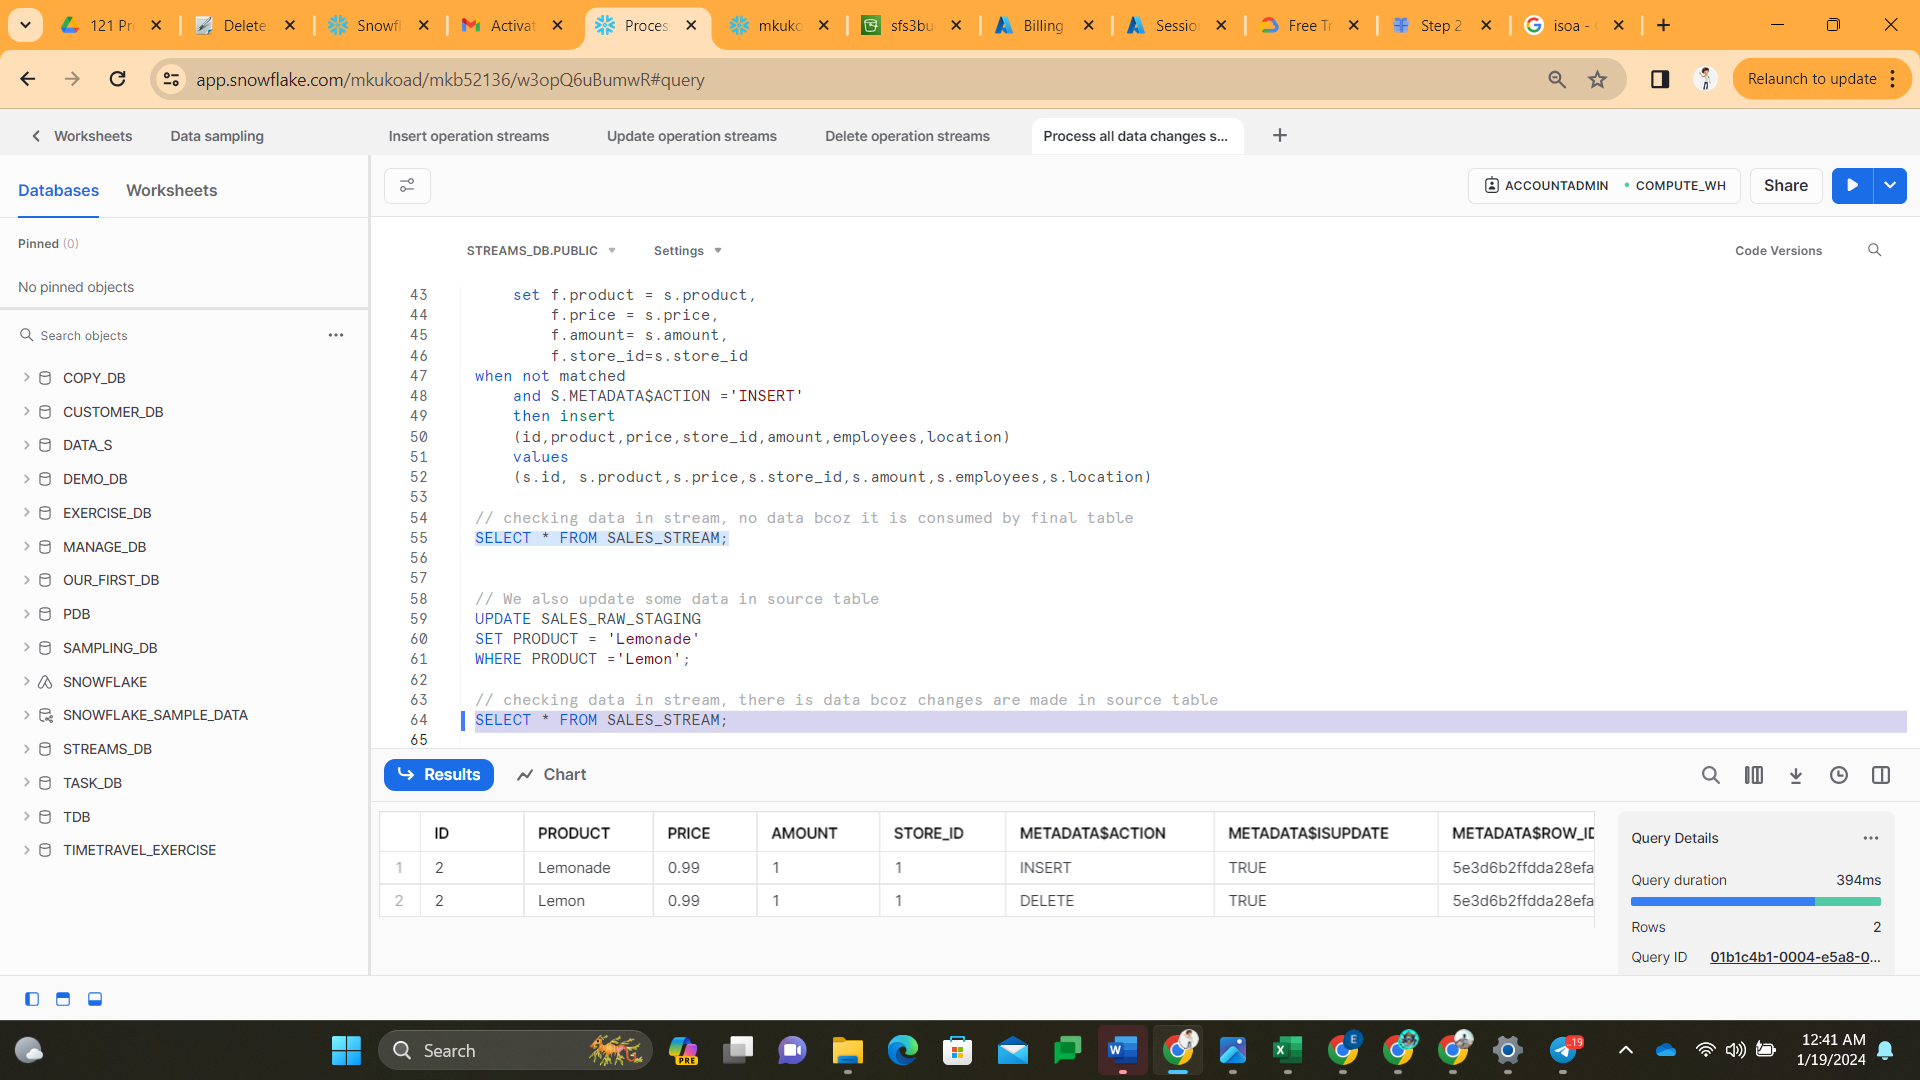 121 Pr
Delete
Snowfl
Activat
Process
mkuko
sfs3bu
Billing
Sessio
Free Tr
Step 2
isoa -
app.snowflake.com/mkukoad/mkb52136/w3opQ6uBumwR#query
Relaunch to update
Worksheets
Data sampling
Insert operation streams
Update operation streams
Delete operation streams
Process all data changes s...
Databases
Worksheets
ACCOUNTADMIN
COMPUTE_WH
Share
Pinned (0)
No pinned objects
STREAMS_DB.PUBLIC
Settings
Code Versions
Search objects
COPY_DB
CUSTOMER_DB
DATA_S
DEMO_DB
EXERCISE_DB
MANAGE_DB
OUR_FIRST_DB
PDB
SAMPLING_DB
SNOWFLAKE
SNOWFLAKE_SAMPLE_DATA
STREAMS_DB
TASK_DB
TDB
TIMETRAVEL_EXERCISE
43 set f.product = s.product,
44 f.price = s.price,
45 f.amount= s.amount,
46 f.store_id=s.store_id
47 when not matched
48 and S.METADATA$ACTION ='INSERT'
49 then insert
50 (id,product,price,store_id,amount,employees,location)
51 values
52 (s.id, s.product,s.price,s.store_id,s.amount,s.employees,s.location)
53
54 // checking data in stream, no data bcoz it is consumed by final table
55 SELECT * FROM SALES_STREAM;
56
57
58 // We also update some data in source table
59 UPDATE SALES_RAW_STAGING
60 SET PRODUCT = 'Lemonade'
61 WHERE PRODUCT ='Lemon';
62
63 // checking data in stream, there is data bcoz changes are made in source table
64 SELECT * FROM SALES_STREAM;
65
Results
Chart
ID PRODUCT PRICE AMOUNT STORE_ID METADATA$ACTION METADATA$ISUPDATE METADATA$ROW_ID
1 2 Lemonade 0.99 1 1 INSERT TRUE 5e3d6b2ffdda28efa
2 2 Lemon 0.99 1 1 DELETE TRUE 5e3d6b2ffdda28efa
Query Details
Query duration 394ms
Rows 2
Query ID 01b1c4b1-0004-e5a8-0...
Search
PRE
E
19
12:41 AM
1/19/2024